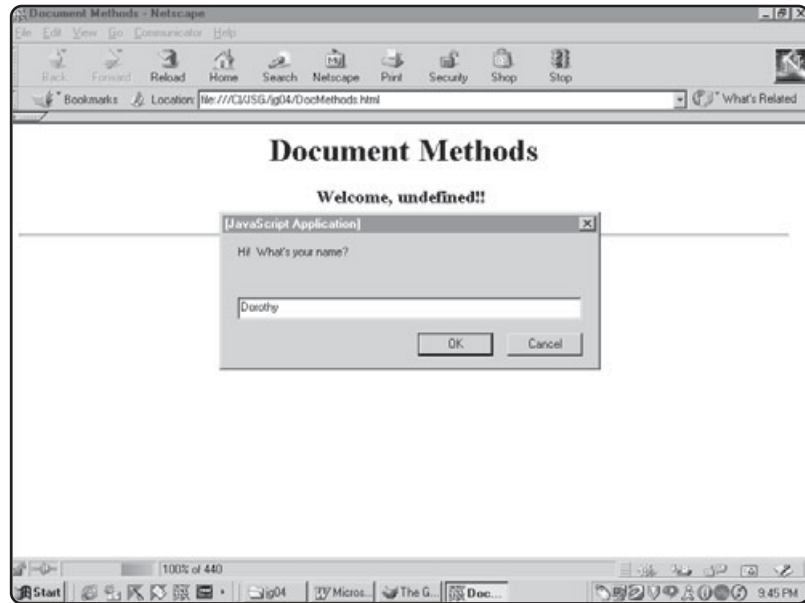 Document Methods - Netscape
File Edit View Go Communicator Help
Back Forward Reload Home Search Netscape Print Security Shop Stop
Bookmarks Location: file:///C|/JSG/jg04/DocMethods.html What's Related
Document Methods
Welcome, undefined!!
[JavaScript Application]
Hi! What's your name?
Dorothy
OK Cancel
100% of 440
Start jg04 Micros... The G... Doc... 9:45 PM